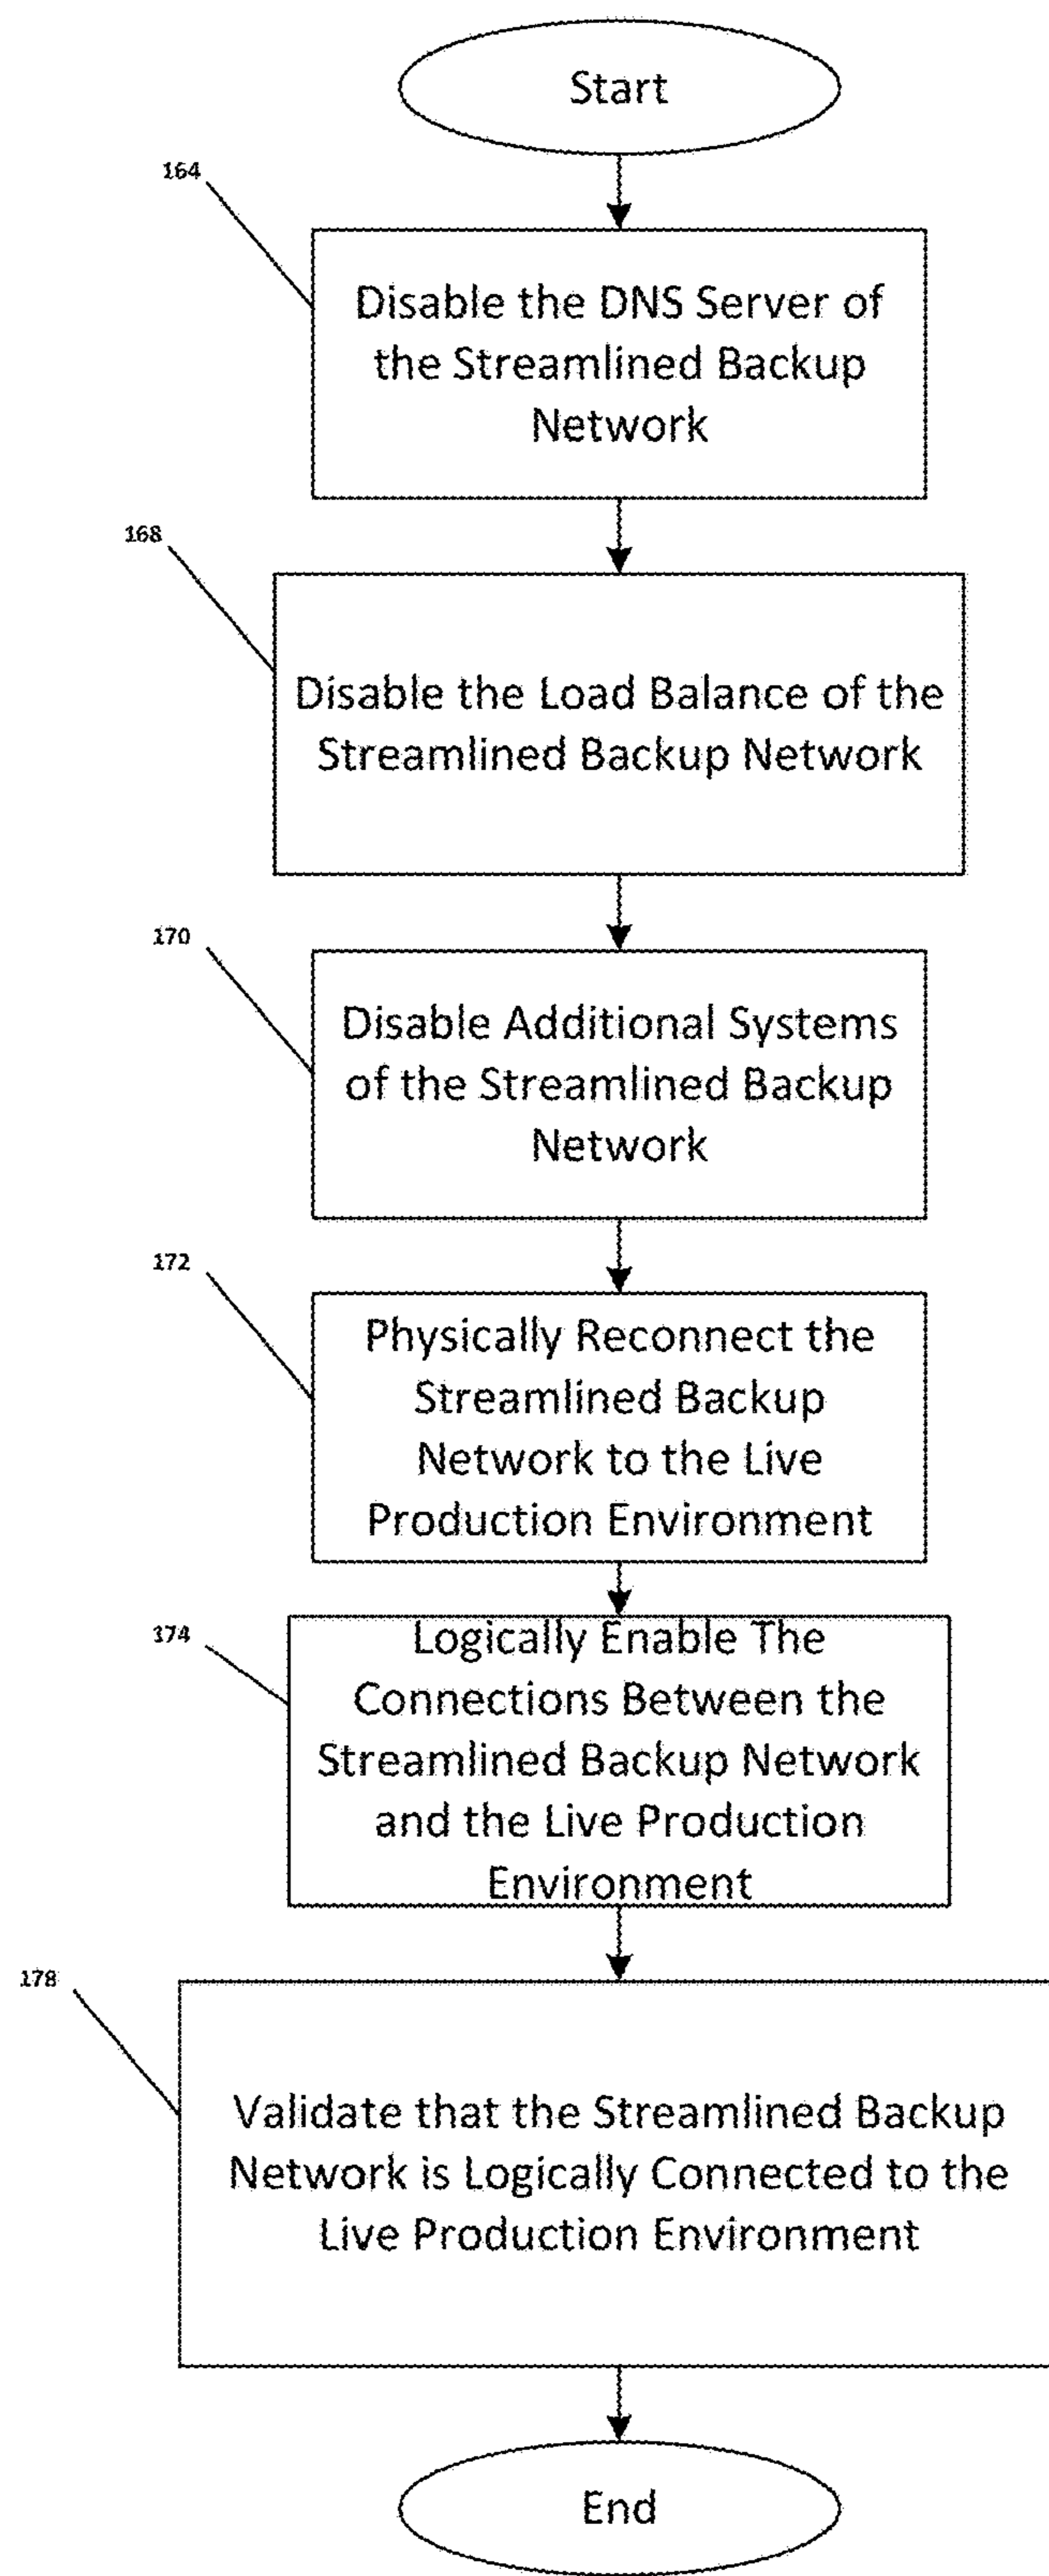 Start
164
Disable the DNS Server of
the Streamlined Backup
Network
168
Disable the Load Balance of the
Streamlined Backup Network
170
Disable Additional Systems
of the Streamlined Backup
Network
172
Physically Reconnect the
Streamlined Backup
Network to the Live
Production Environment
174
Logically Enable The
Connections Between the
Streamlined Backup Network
and the Live Production
Environment
178
Validate that the Streamlined Backup
Network is Logically Connected to the
Live Production Environment
End